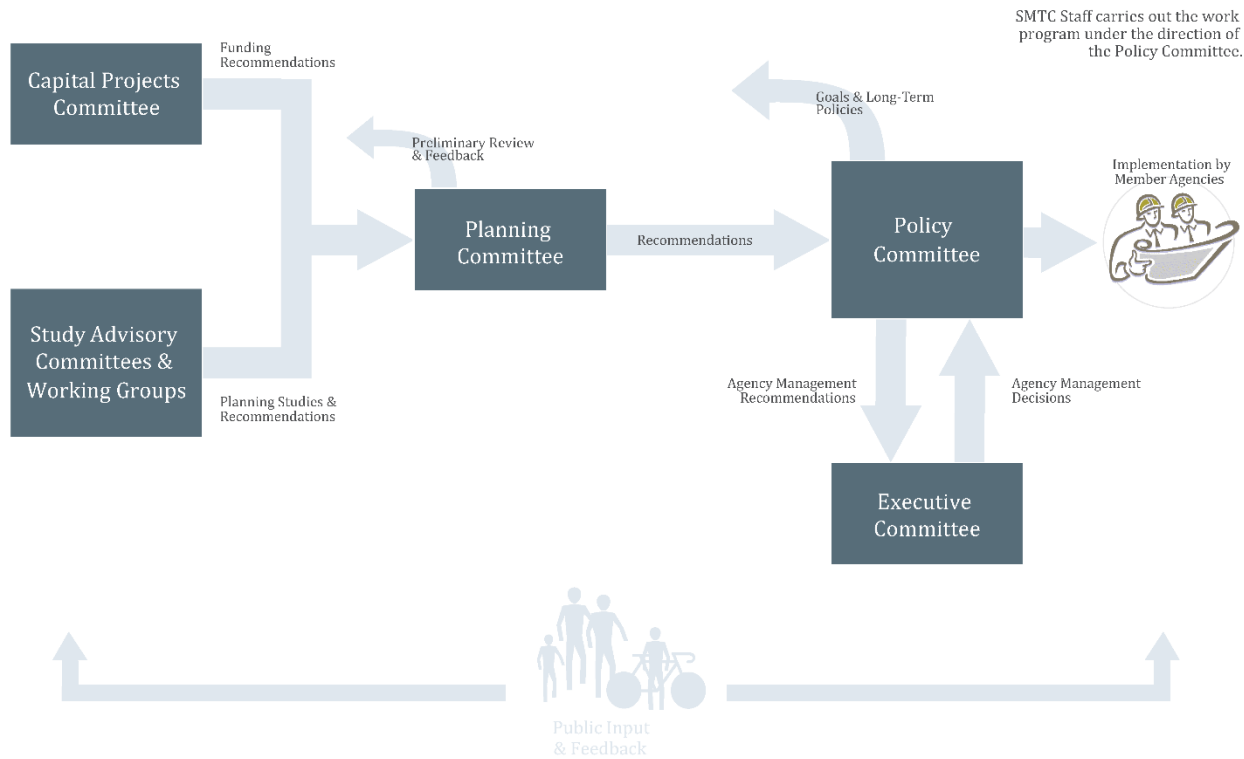 SMTC Staff carries out the work
program under the direction of
the Policy Committee.
Funding
Recommendations
Capital Projects
Committee
Goals & Long-Term
Policies
Preliminary Review
& Feedback
Implementation by
Member Agencies
Planning
Committee
Recommendations
Policy
Committee
Study Advisory
Committees &
Working Groups
Planning Studies &
Recommendations
Agency Management
Recommendations
Agency Management
Decisions
Executive
Committee
Public Input
& Feedback